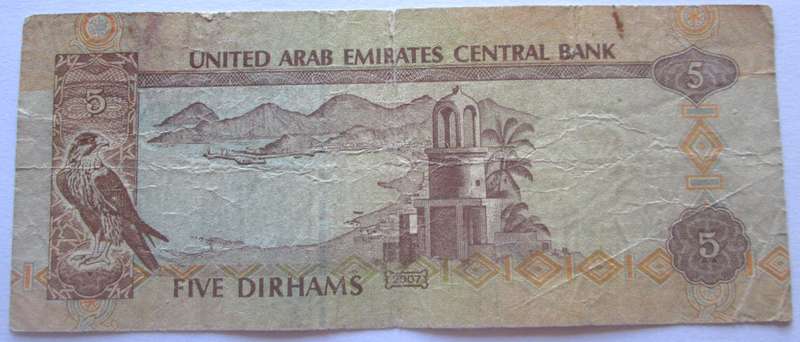 UNITED ARAB EMIRATES CENTRAL BANK
5
5
5
FIVE DIRHAMS
2007